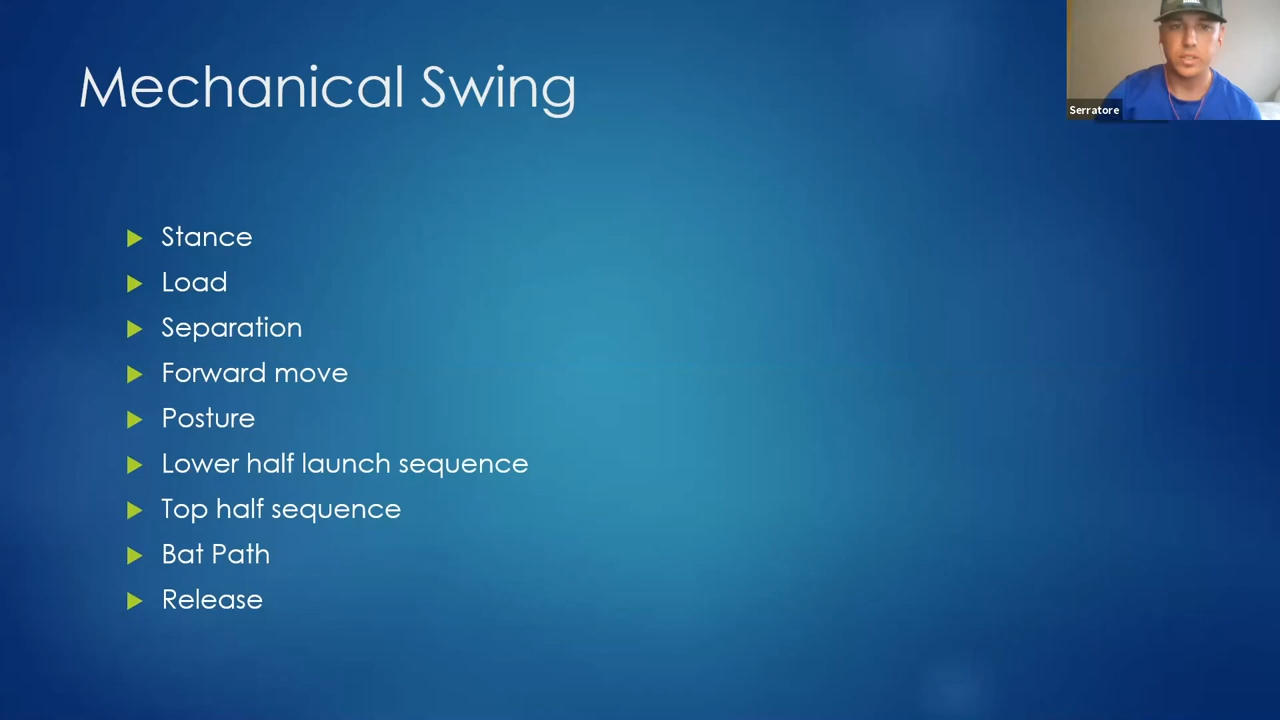 Mechanical Swing
Serratore
Stance
Load
Separation
Forward move
Posture
Lower half launch sequence
Top half sequence
Bat Path
Release